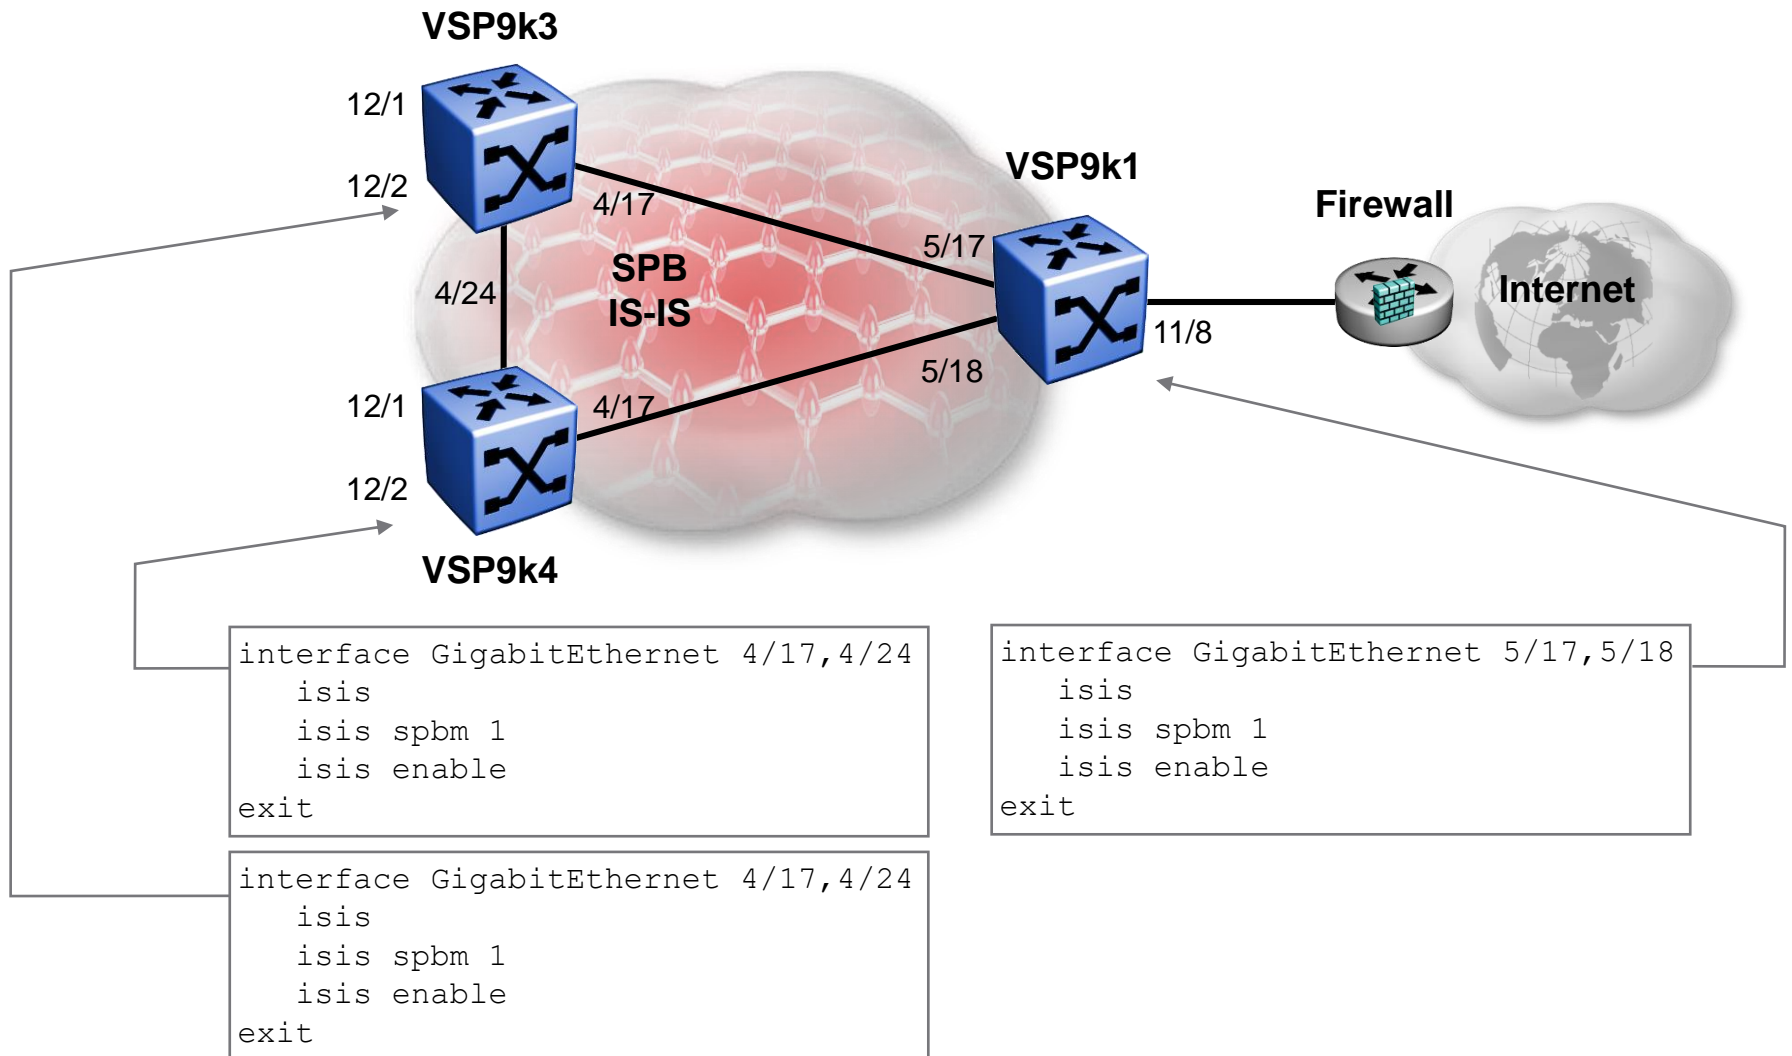 VSP9k3
12/1
12/2
4/17
4/24
SPB
IS-IS
VSP9k1
5/17
5/18
11/8
Firewall
Internet
12/1
12/2
4/17
VSP9k4
interface GigabitEthernet 4/17,4/24
isis
isis spbm 1
isis enable
exit
interface GigabitEthernet 5/17,5/18
isis
isis spbm 1
isis enable
exit
interface GigabitEthernet 4/17,4/24
isis
isis spbm 1
isis enable
exit